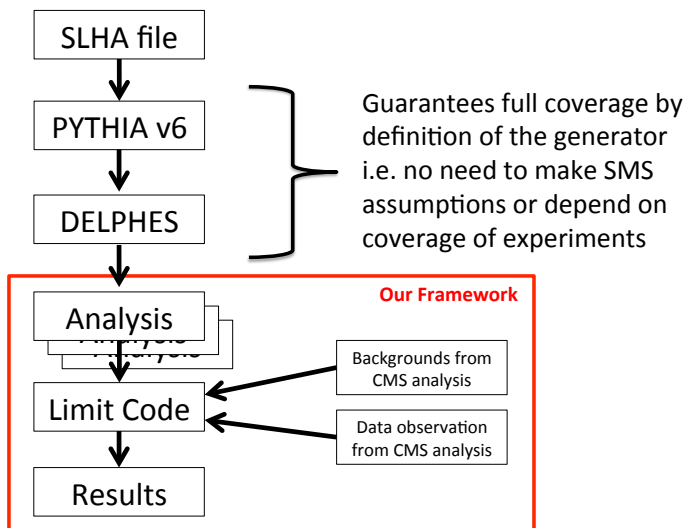 SLHA file
PYTHIA v6
DELPHES
Guarantees full coverage by
definition of the generator
i.e. no need to make SMS
assumptions or depend on
coverage of experiments
Our Framework
Analysis
Analysis
Analysis
Backgrounds from
CMS analysis
Limit Code
Data observation
from CMS analysis
Results